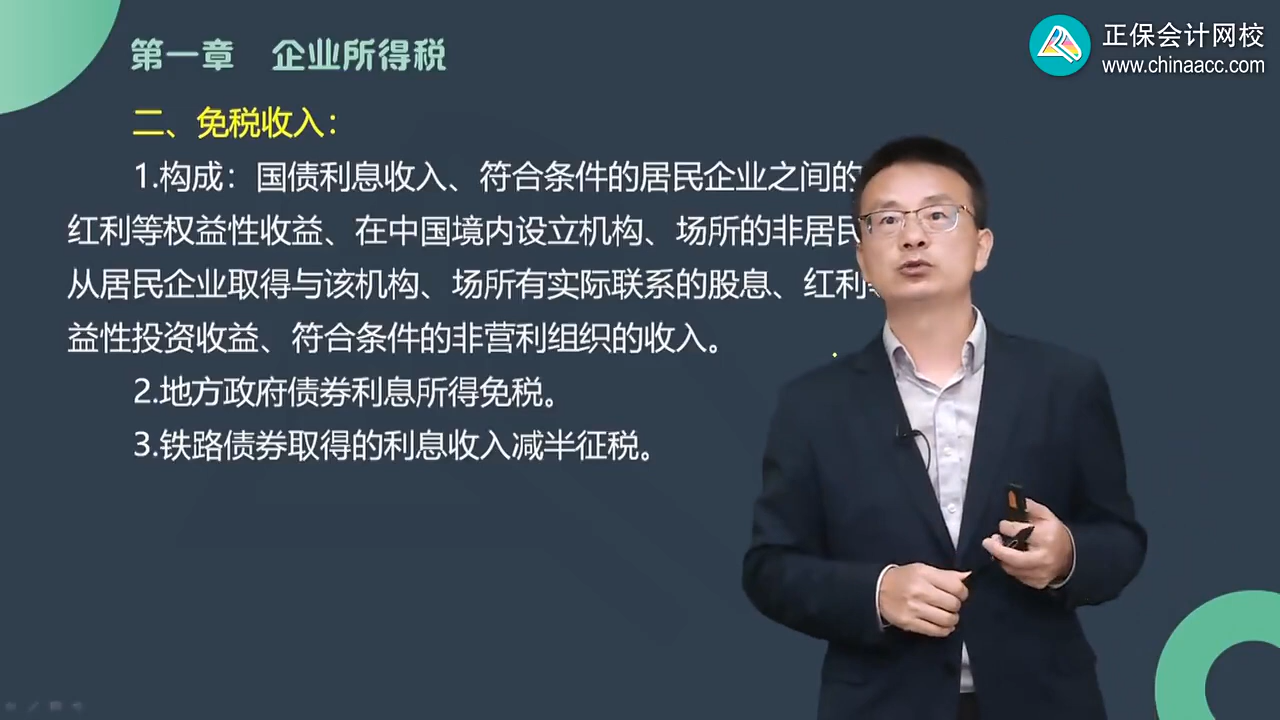 第一章 企业所得税
正保会计网校
www.chinaacc.com
二、免税收入：
1.构成：国债利息收入、符合条件的居民企业之间的
红利等权益性收益、在中国境内设立机构、场所的非居民
从居民企业取得与该机构、场所有实际联系的股息、红利
益性投资收益、符合条件的非营利组织的收入。
2.地方政府债券利息所得免税。
3.铁路债券取得的利息收入减半征税。